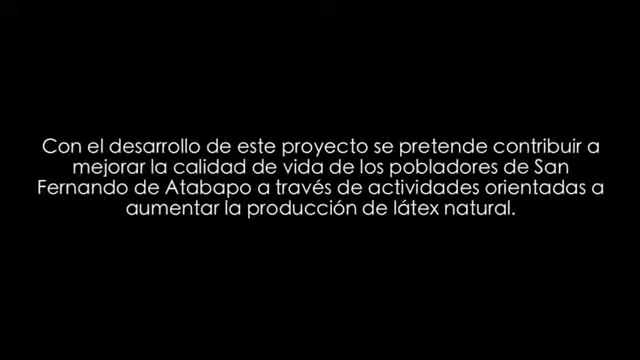 Con el desarrollo de este proyecto se pretende contribuir a
mejorar la calidad de vida de los pobladores de San
Fernando de Atabapo a través de actividades orientadas a
aumentar la producción de látex natural.